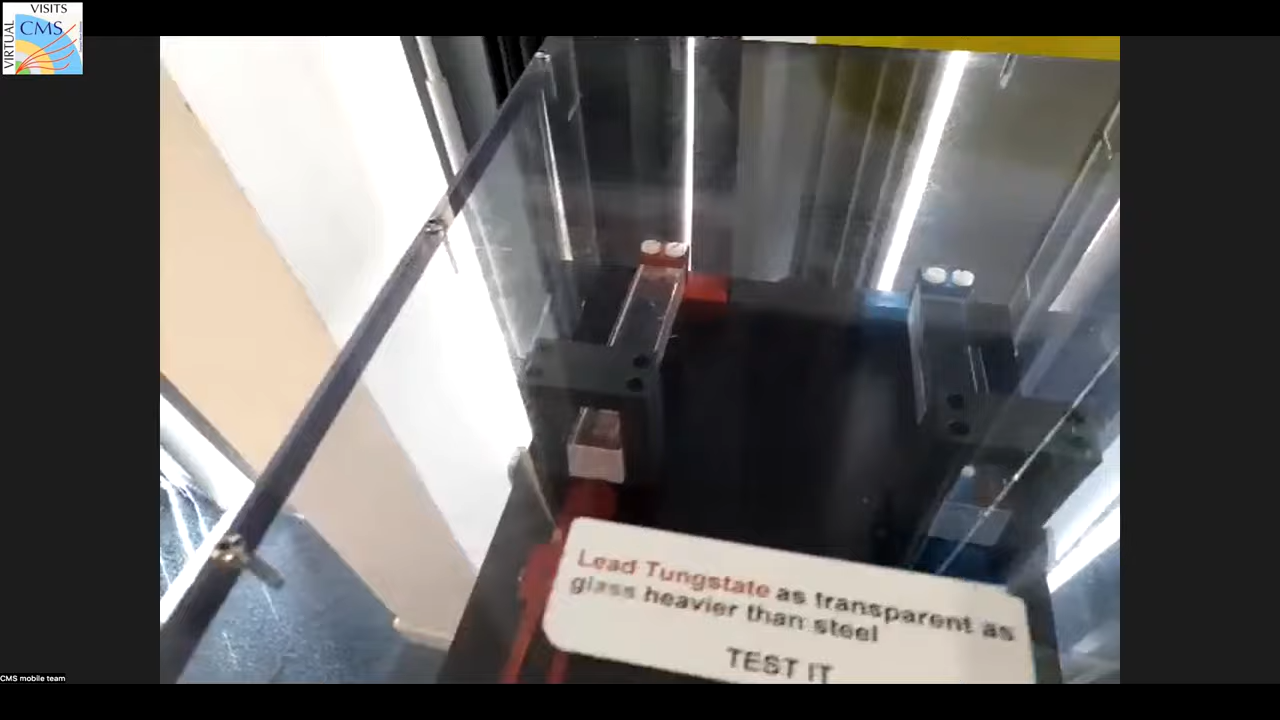 VISITS
VIRTUAL
CMS
Lead Tungstate as transparent as
glass heavier than steel
TEST IT
CMS mobile team